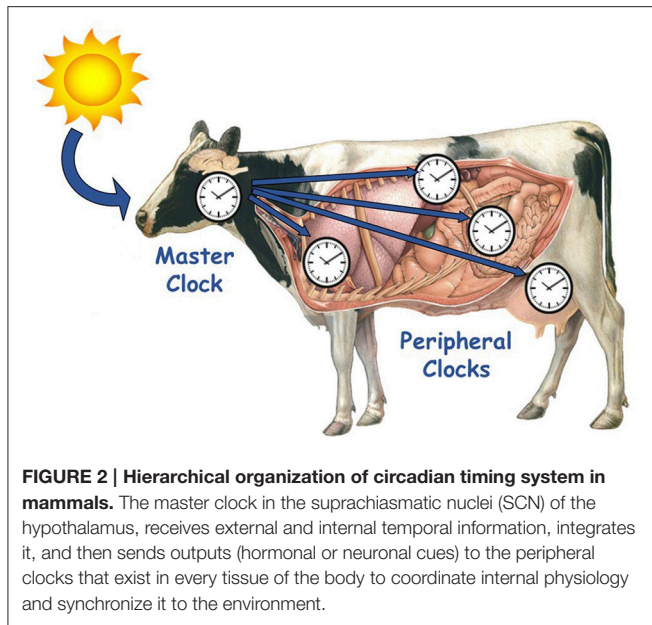 Master
Clock
Peripheral
Clocks
FIGURE 2 | Hierarchical organization of circadian timing system in
mammals. The master clock in the suprachiasmatic nuclei (SCN) of the
hypothalamus, receives external and internal temporal information, integrates
it, and then sends outputs (hormonal or neuronal cues) to the peripheral
clocks that exist in every tissue of the body to coordinate internal physiology
and synchronize it to the environment.